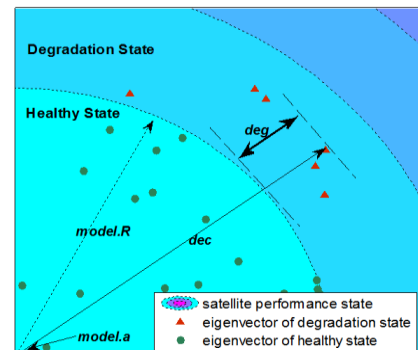 Degradation State
Healthy State
deg
model.R
dec
model.a
satellite performance state
eigenvector of degradation state
eigenvector of healthy state